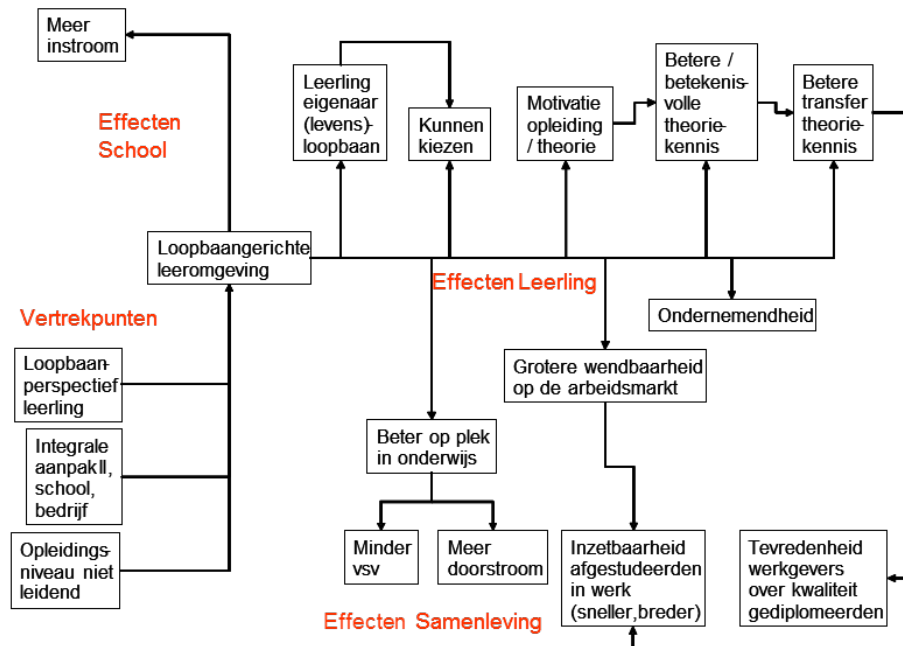 Meer
instroom
Effecten
School
Leerling
eigenaar
(levens)-
loopbaan
Kunnen
kiezen
Motivatie
opleiding
/ theorie
Betere /
betekenis-
volle
theorie-
kennis
Betere
transfer
theorie-
kennis
Loopbaangerichte
leeromgeving
Effecten Leerling
Ondernemendheid
Vertrekpunten
Loopbaan-
perspectief
leerling
Grotere wendbaarheid
op de arbeidsmarkt
Integrale
aanpakll,
school,
bedrijf
Beter op plek
in onderwijs
Opleidings-
niveau niet
leidend
Minder
vsv
Meer
doorstroom
Inzetbaarheid
afgestudeerden
in werk
(sneller,breder)
Tevredenheid
werkgevers
over kwaliteit
gediplomeerden
Effecten Samenleving